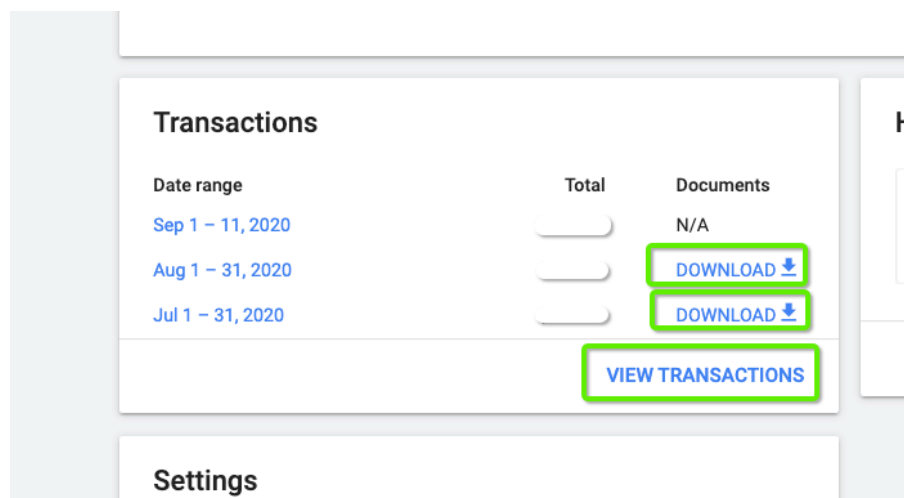 Transactions
Date range Total Documents
Sep 1 – 11, 2020 N/A
Aug 1 – 31, 2020 DOWNLOAD
Jul 1 – 31, 2020 DOWNLOAD
VIEW TRANSACTIONS
Settings